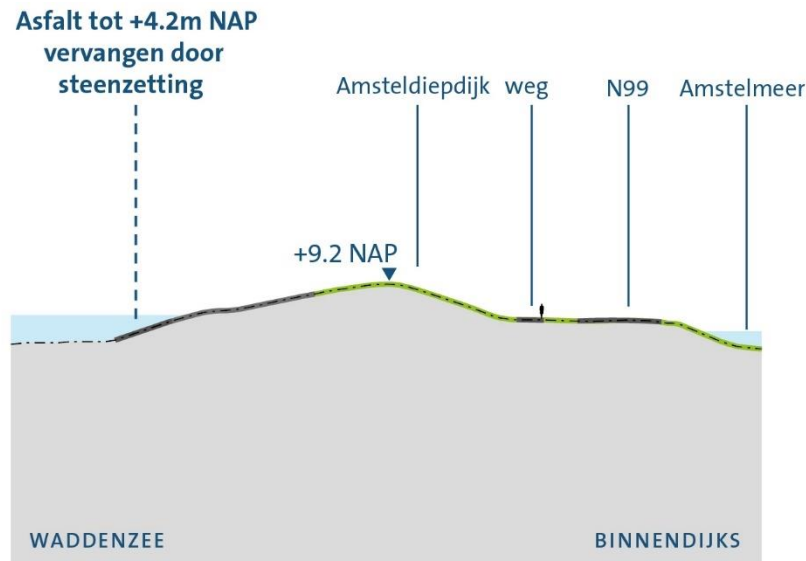 Asfalt tot +4.2m NAP
vervangen door
steenzetting
Amsteldiepdijk
weg
N99
Amstelmeer
+9.2 NAP
WADDENZEE
BINNENDIJKS